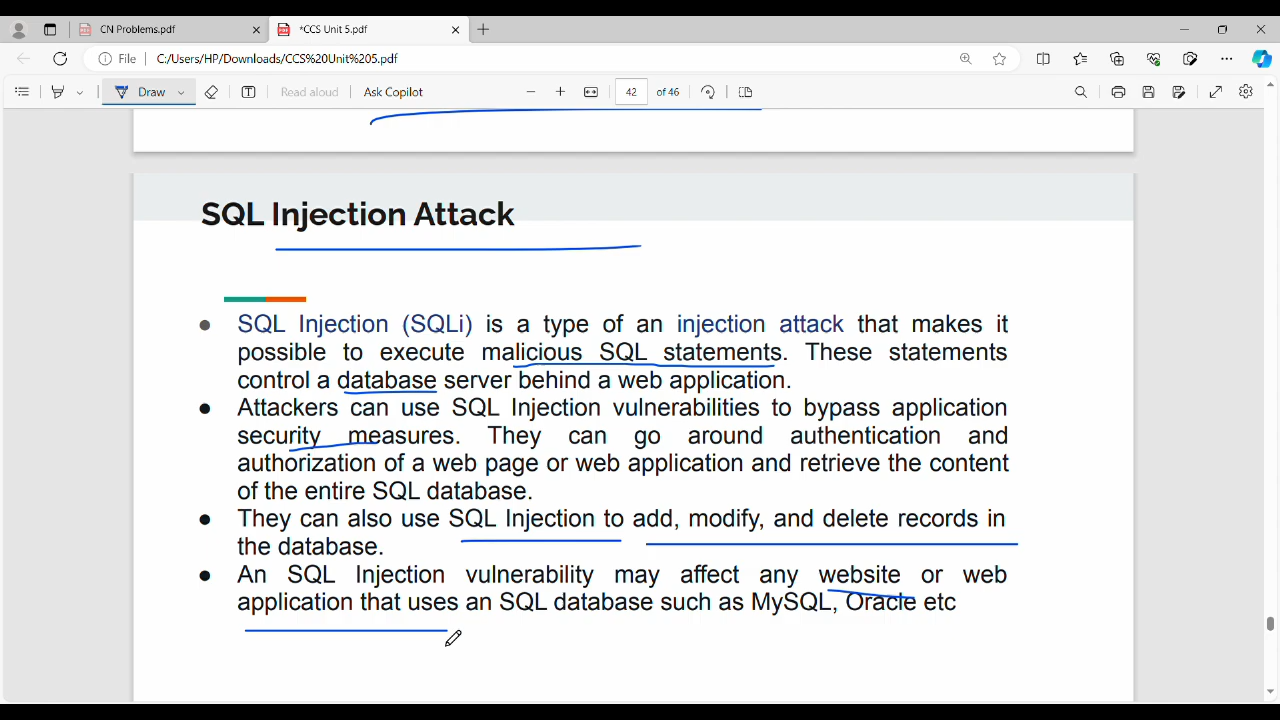 CN Problems.pdf
*CCS Unit 5.pdf
File
C:/Users/HP/Downloads/CCS%20Unit%205.pdf
Draw
Read aloud
Ask Copilot
42
of 46
SQL Injection Attack
● SQL Injection (SQLi) is a type of an injection attack that makes it
possible to execute malicious SQL statements. These statements
control a database server behind a web application.
● Attackers can use SQL Injection vulnerabilities to bypass application
security measures. They can go around authentication and
authorization of a web page or web application and retrieve the content
of the entire SQL database.
● They can also use SQL Injection to add, modify, and delete records in
the database.
● An SQL Injection vulnerability may affect any website or web
application that uses an SQL database such as MySQL, Oracle etc